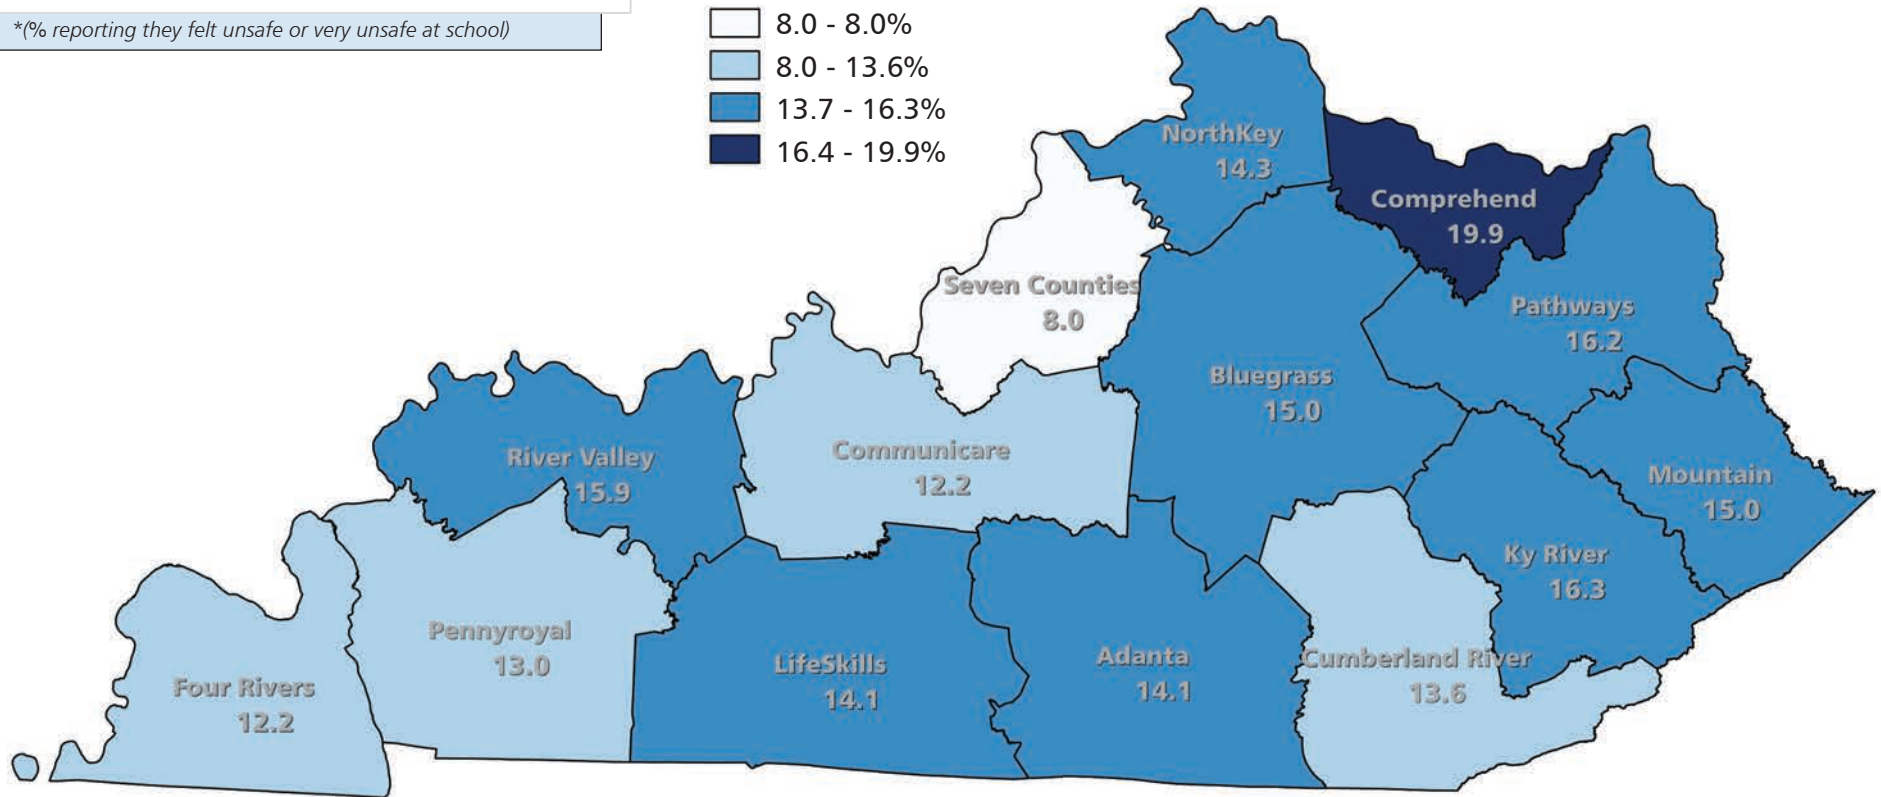 *(% reporting they felt unsafe or very unsafe at school)
8.0 - 8.0%
8.0 - 13.6%
13.7 - 16.3%
16.4 - 19.9%
NorthKey
14.3
Comprehend
19.9
Seven Counties
8.0
Pathways
16.2
Bluegrass
15.0
Communicare
12.2
River Valley
15.9
Mountain
15.0
Ky River
16.3
Pennyroyal
13.0
LifeSkills
14.1
Adanta
14.1
Cumberland River
13.6
Four Rivers
12.2